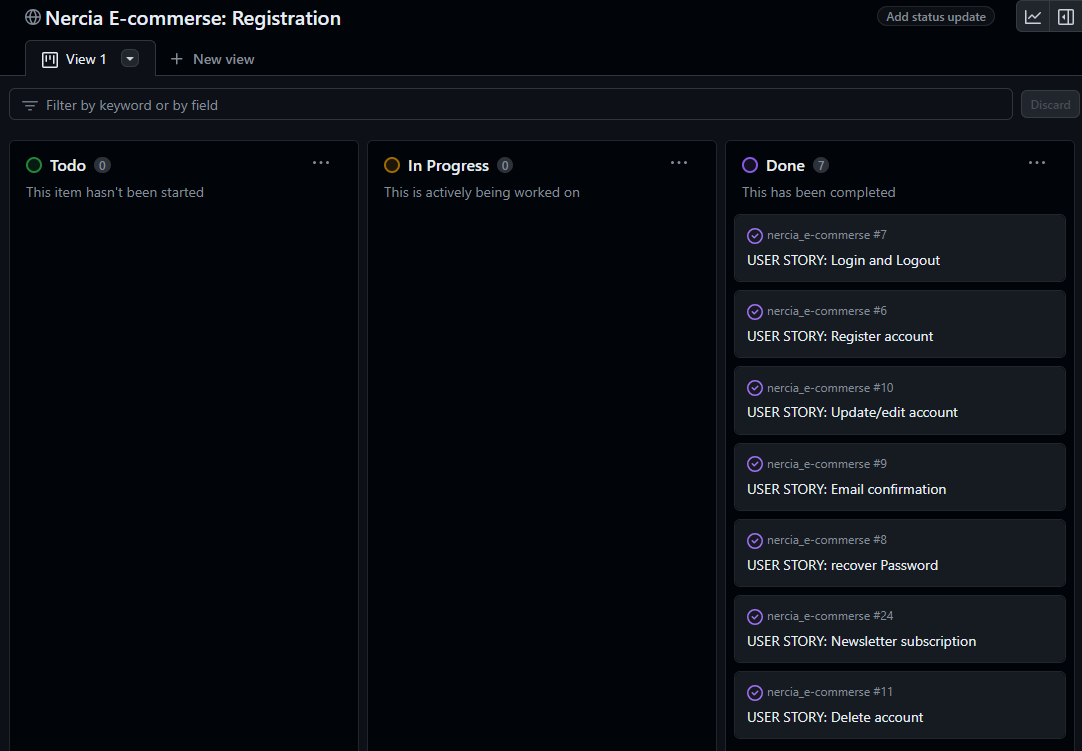 Nercia E-commerse: Registration
Add status update
View 1
New view
Filter by keyword or by field
Discard
Todo 0
This item hasn't been started
In Progress 0
This is actively being worked on
Done 7
This has been completed
nercia_e-commerse #7
USER STORY: Login and Logout
nercia_e-commerse #6
USER STORY: Register account
nercia_e-commerse #10
USER STORY: Update/edit account
nercia_e-commerse #9
USER STORY: Email confirmation
nercia_e-commerse #8
USER STORY: recover Password
nercia_e-commerse #24
USER STORY: Newsletter subscription
nercia_e-commerse #11
USER STORY: Delete account